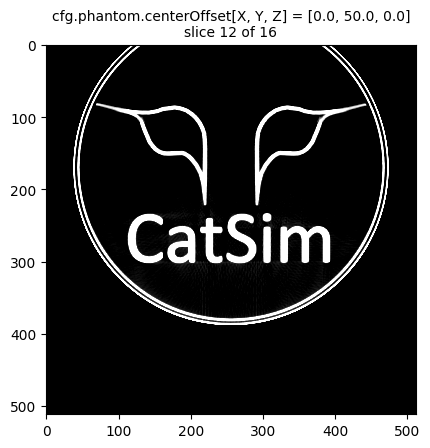 cfg.phantom.centerOffset[X, Y, Z] = [0.0, 50.0, 0.0]
slice 12 of 16
0
100
200
CatSim
300
400
500
0 100 200 300 400 500